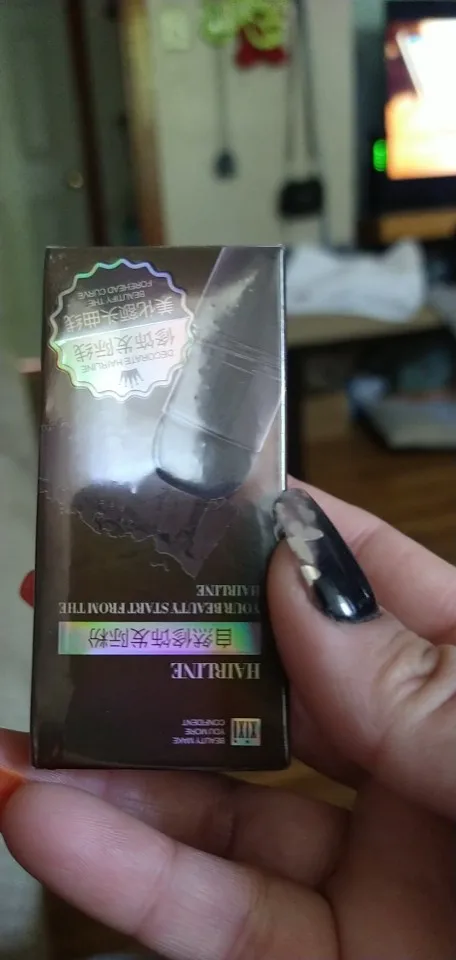 XIXI
BEAUTY MAKE
YOU MORE
CONFIDENT
HAIRLINE
自然修饰发际粉
YOUR BEAUTY START FROM THE
HAIRLINE
DECORATE HAIRLINE
修饰发际线
美化额头曲线
BEAUTIFY THE
FOREHEAD CURVE